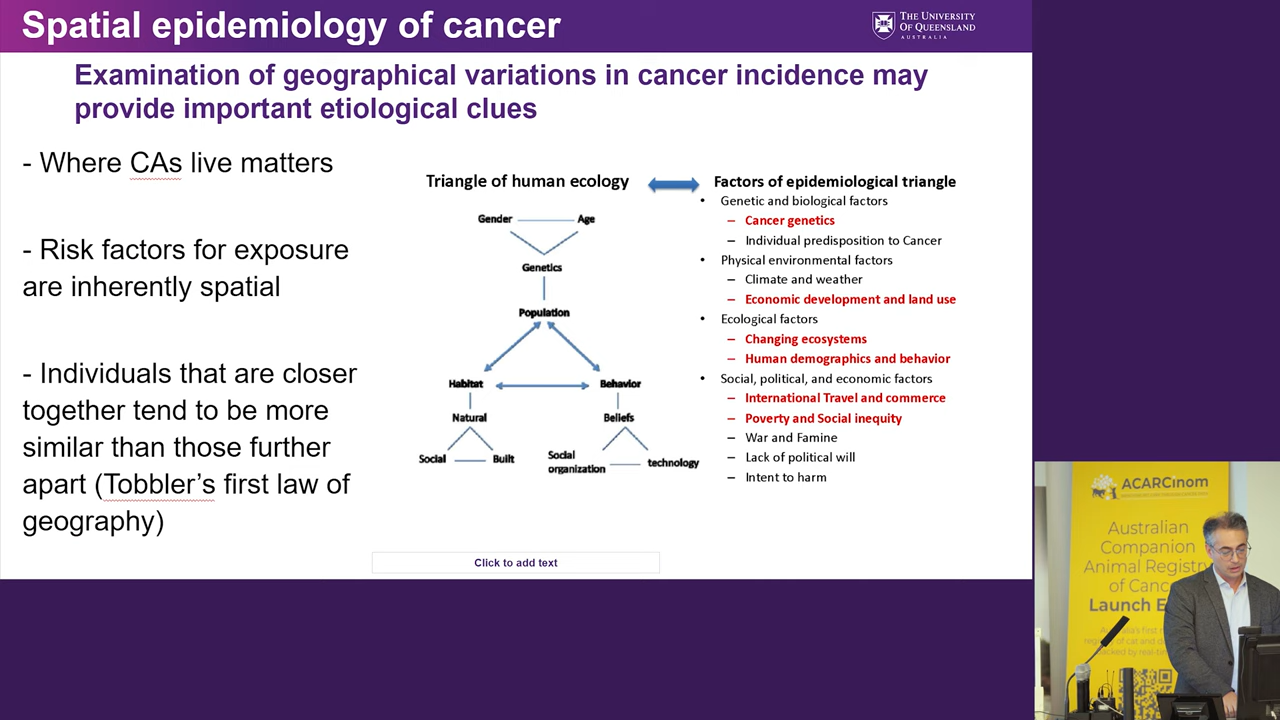 Spatial epidemiology of cancer
THE UNIVERSITY
OF QUEENSLAND
AUSTRALIA
Examination of geographical variations in cancer incidence may
provide important etiological clues
- Where CAs live matters
- Risk factors for exposure
are inherently spatial
- Individuals that are closer
together tend to be more
similar than those further
apart (Tobbler's first law of
geography)
Triangle of human ecology
Gender
Age
Genetics
Population
Habitat
Behavior
Natural
Beliefs
Social
Built
Social
organization
technology
Factors of epidemiological triangle
• Genetic and biological factors
– Cancer genetics
– Individual predisposition to Cancer
• Physical environmental factors
– Climate and weather
– Economic development and land use
• Ecological factors
– Changing ecosystems
– Human demographics and behavior
• Social, political, and economic factors
– International Travel and commerce
– Poverty and Social inequity
– War and Famine
– Lack of political will
– Intent to harm
Click to add text
ACARCinom
Australian
Companion
Animal Registry
of
Launch